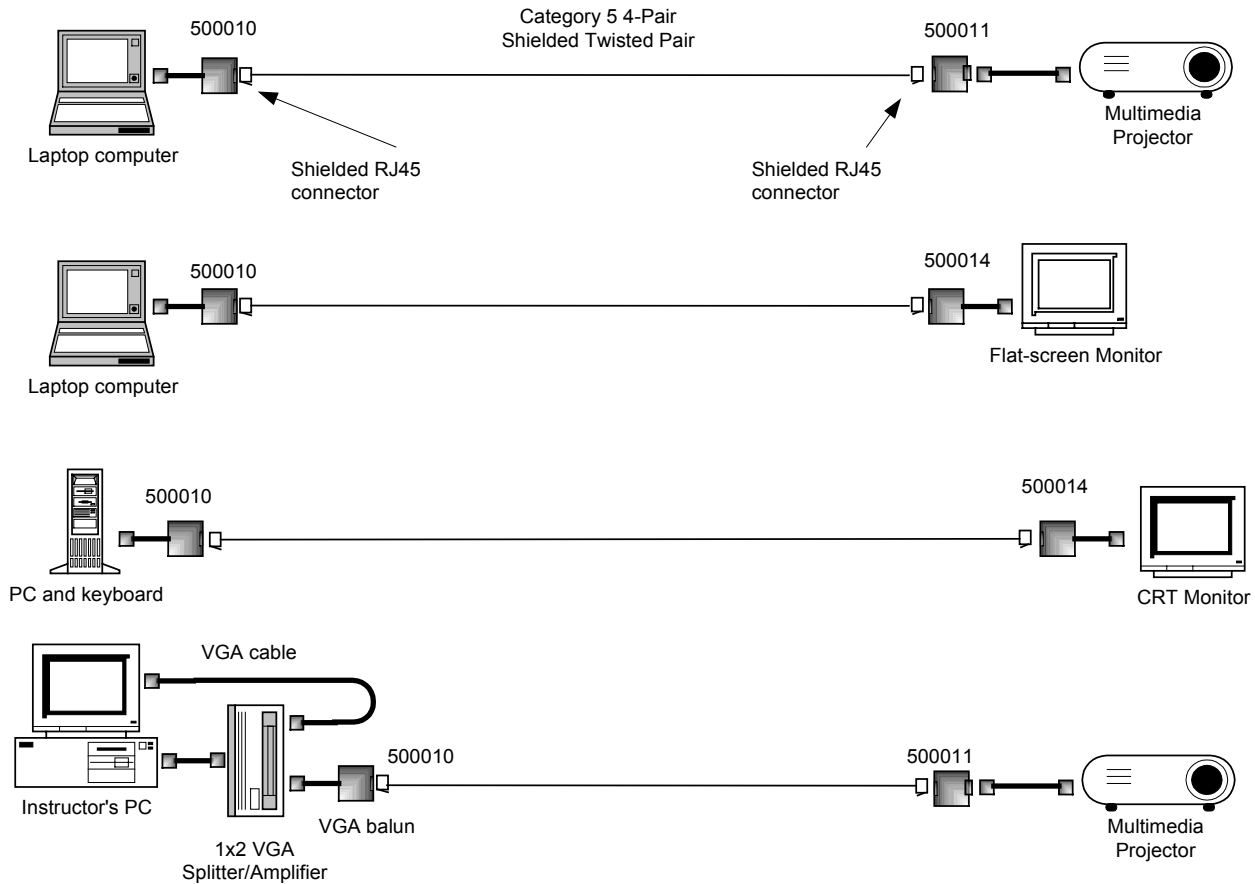 500010
Category 5 4-Pair
Shielded Twisted Pair
500011
Laptop computer
Shielded RJ45
connector
Shielded RJ45
connector
Multimedia
Projector
500010
500014
Laptop computer
Flat-screen Monitor
500010
500014
PC and keyboard
CRT Monitor
VGA cable
500010
500011
Instructor's PC
VGA balun
1x2 VGA
Splitter/Amplifier
Multimedia
Projector